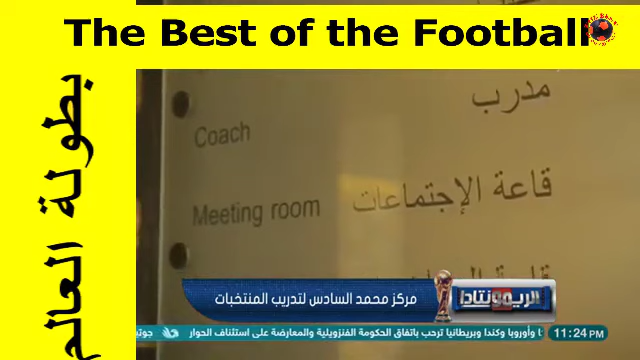 The Best of the Football
بطولة العالم
مدرب
Coach
قاعة الإجتماعات
Meeting room
قاعة
مركز محمد السادس لتدريب المنتخبات
الريمونتادا
وأوروبا وكندا وبريطانيا ترحب باتفاق الحكومة الفنزويلية والمعارضة على استئناف الحوار
11:24 PM